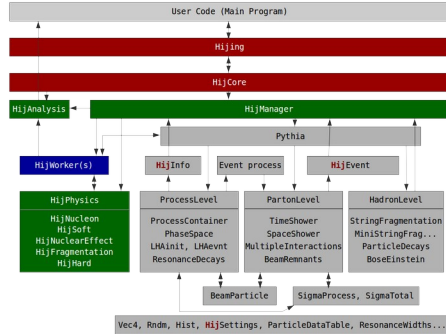 User Code (Main Program)
Hijing
HijCore
HijAnalysis
HijManager
Pythia
HijWorker(s)
HijInfo
Event process
HijEvent
HijPhysics
HijNucleon
HijSoft
HijNuclearEffect
HijFragmentation
HijHard
ProcessLevel
ProcessContainer
PhaseSpace
LHAinit, LHAevnt
ResonanceDecays
PartonLevel
TimeShower
SpaceShower
MultipleInteractions
BeamRemnants
HadronLevel
StringFragmentation
MiniStringFrag...
ParticleDecays
BoseEinstein
BeamParticle
SigmaProcess, SigmaTotal
Vec4, Rndm, Hist, HijSettings, ParticleDataTable, ResonanceWidths...